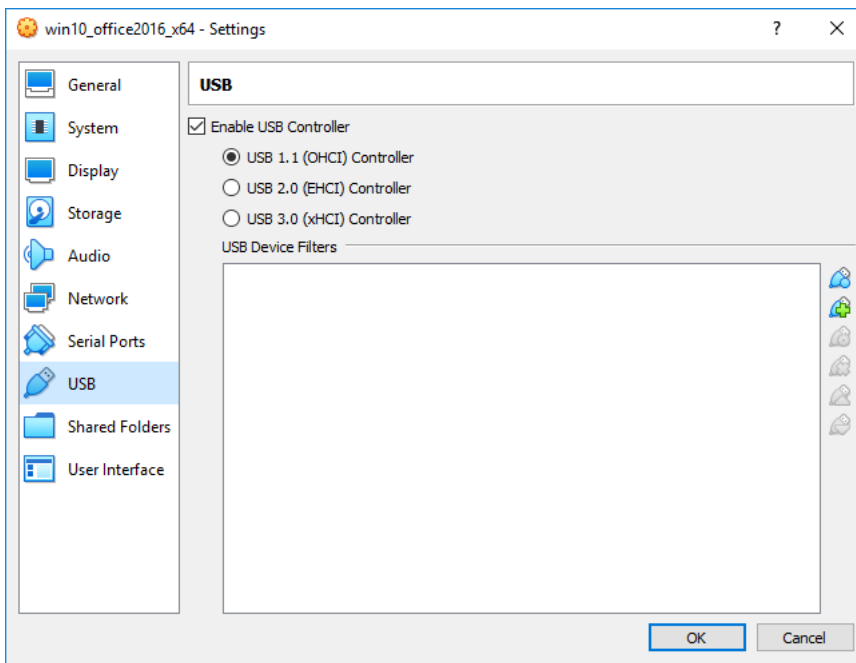 win10_office2016_x64 - Settings
General
System
Display
Storage
Audio
Network
Serial Ports
USB
Shared Folders
User Interface
USB
Enable USB Controller
USB 1.1 (OHCI) Controller
USB 2.0 (EHCI) Controller
USB 3.0 (xHCI) Controller
USB Device Filters
OK
Cancel